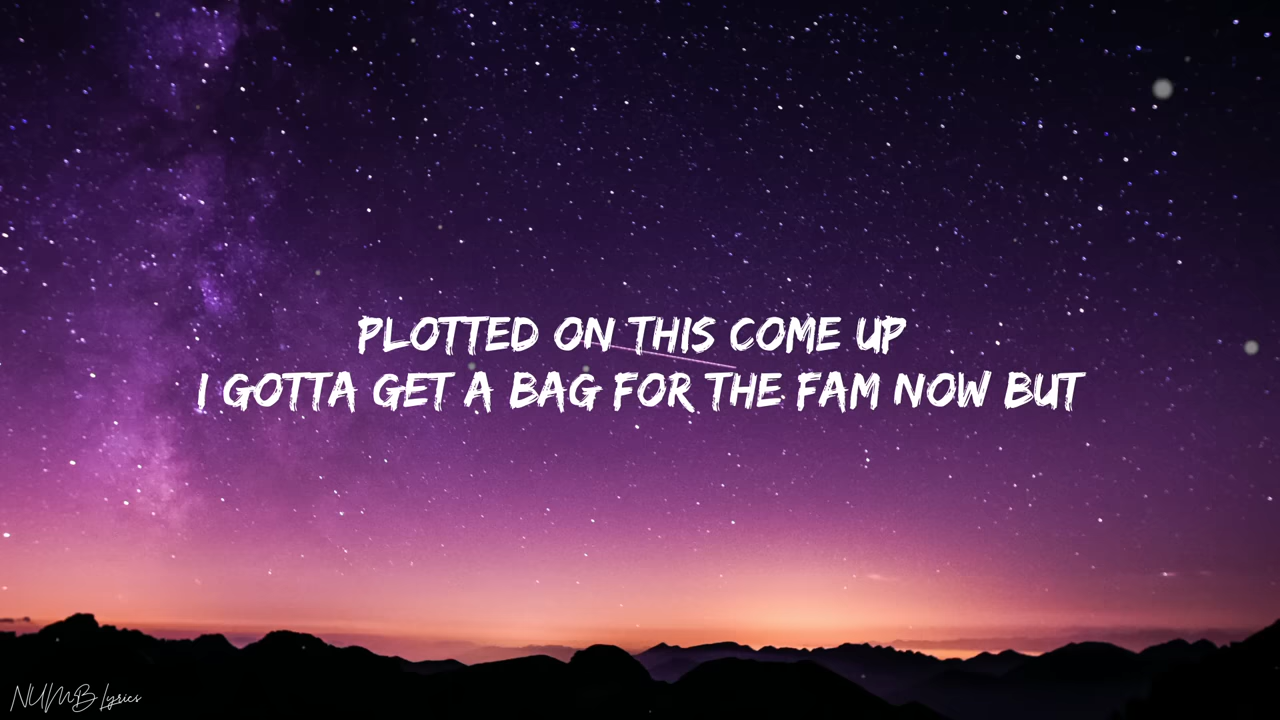 PLOTTED ON THIS COME UP
I GOTTA GET A BAG FOR THE FAM NOW BUT
NUMB Lyrics